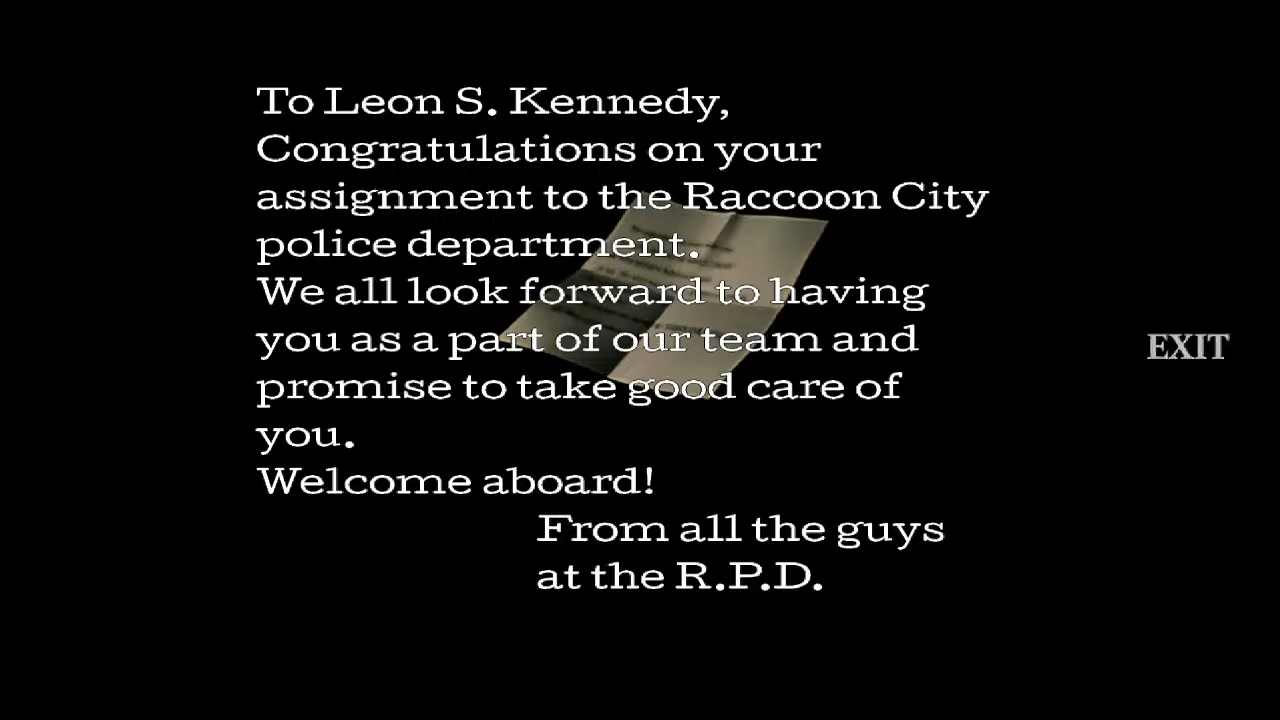 To Leon S. Kennedy,
Congratulations on your
assignment to the Raccoon City
police department.
We all look forward to having
you as a part of our team and
promise to take good care of
you.
Welcome aboard!
From all the guys
at the R.P.D.
EXIT